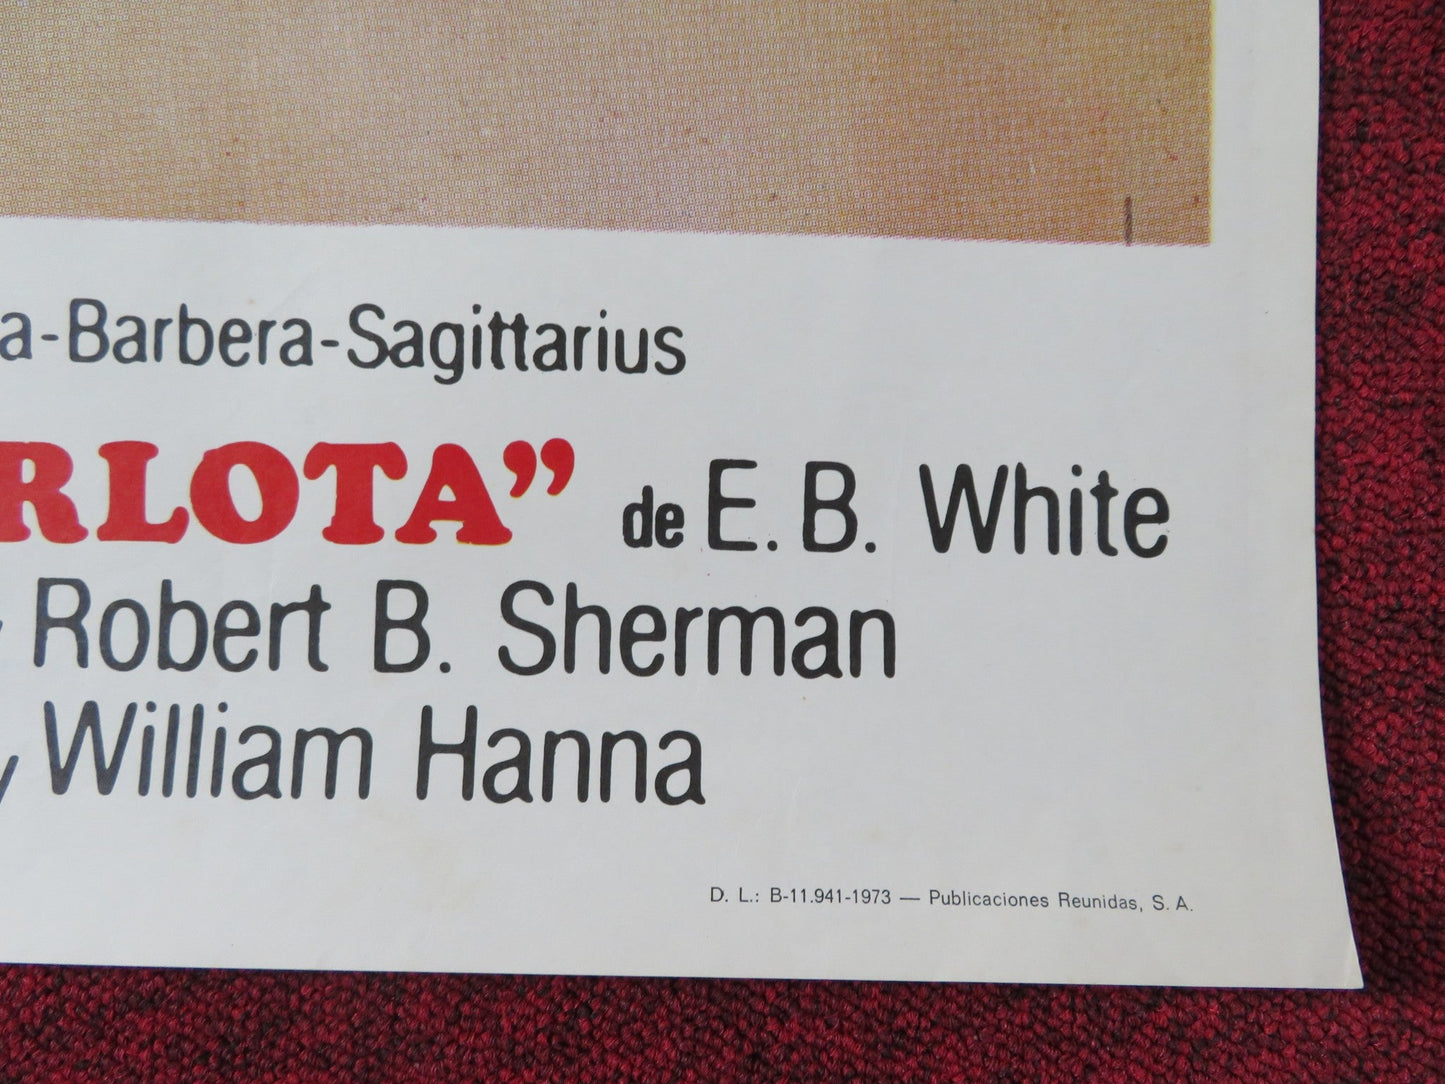 a-Barbera-Sagittarius
RLOTA” de E. B. White
Robert B. Sherman
y William Hanna
D. L.: B-11.941-1973 — Publicaciones Reunidas, S. A.